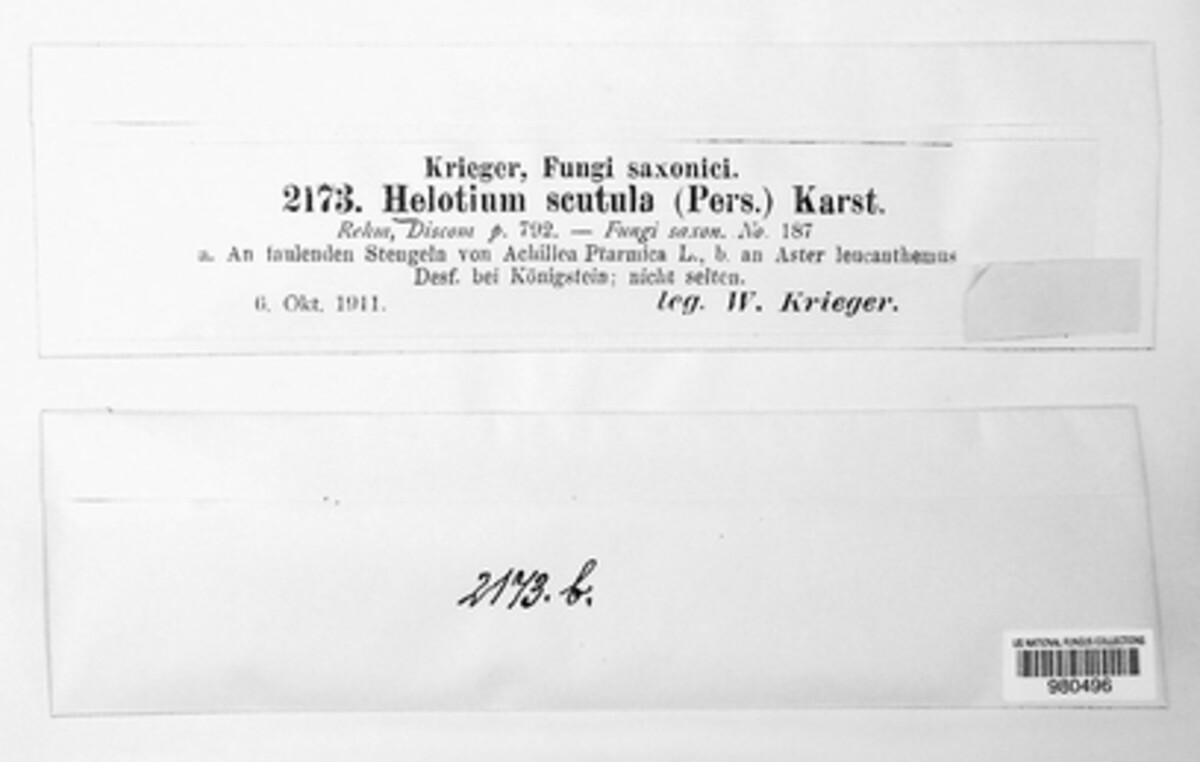 Krieger, Fungi saxonici.
2173. Helotium scutula (Pers.) Karst.
Rehm, Discom p. 792. — Fungi saxon. No. 187
a. An faulenden Stengeln von Achillea Ptarmica L., b. an Aster leucanthemus
Desf. bei Königstein; nicht selten.
6. Okt. 1911. leg. W. Krieger.
2173. b.
US NATIONAL FUNGUS COLLECTIONS
980496